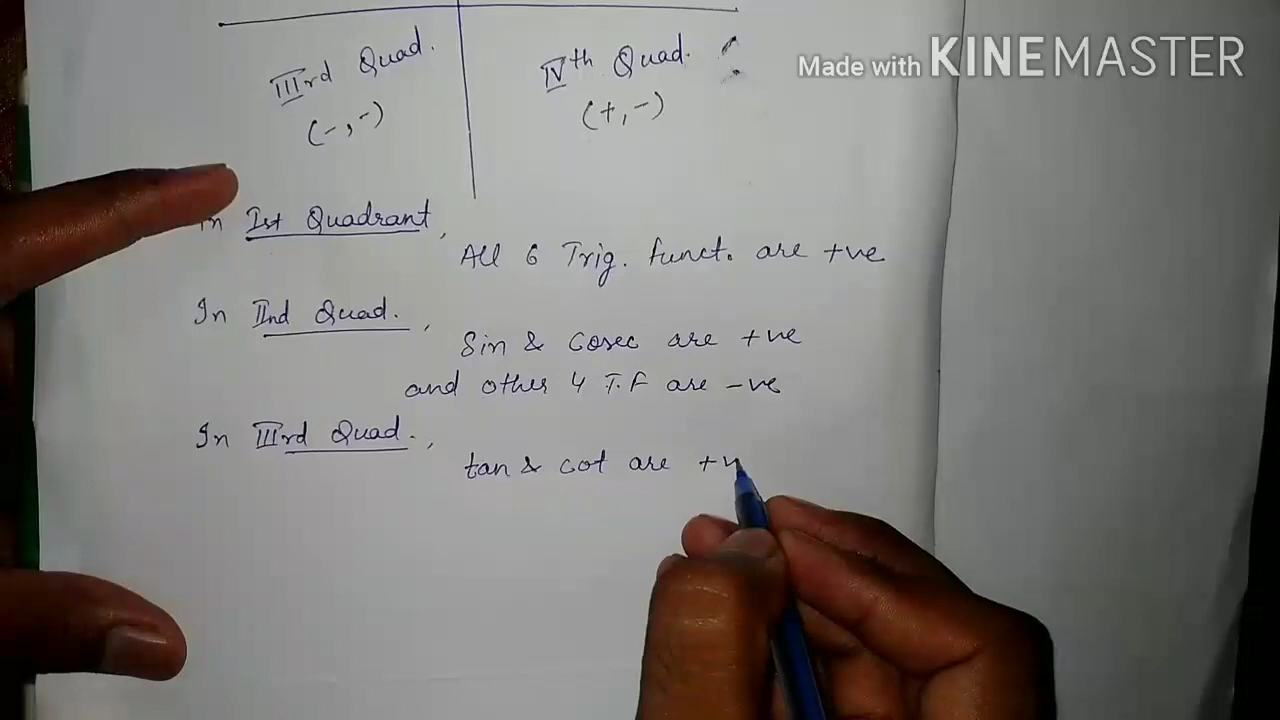 Made with KINEMASTER
IIIrd Quad.
(-,-)
IVth Quad.
(+,-)
In Ist Quadrant,
All 6 Trig. funct. are +ve
In IInd Quad.,
Sin & Cosec are +ve
and other 4 T.F are -ve
In IIIrd Quad.,
tan & cot are +v